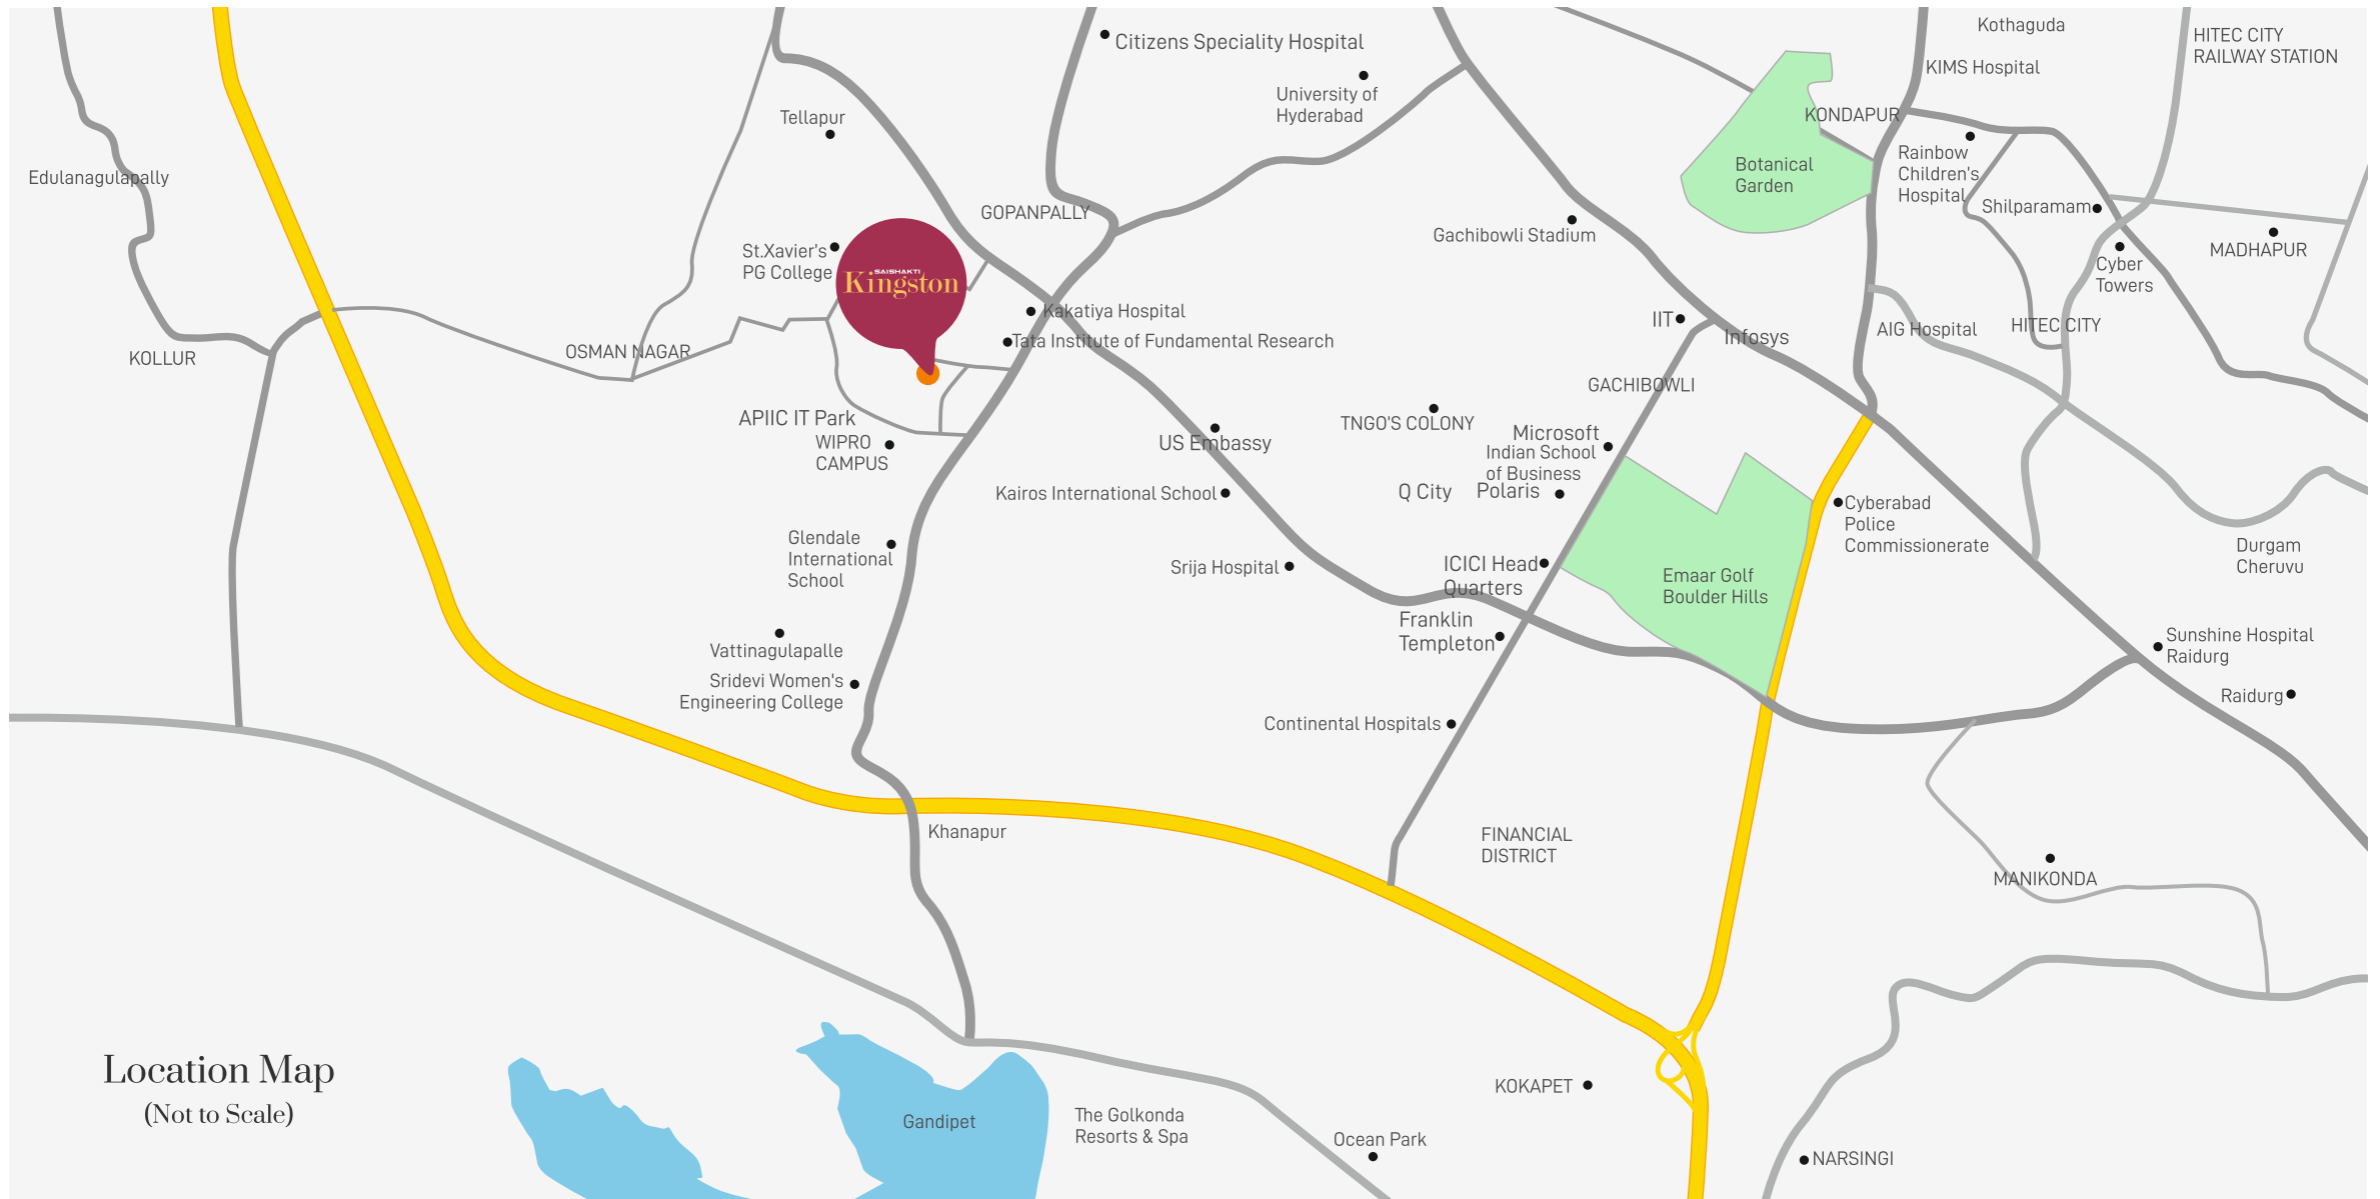 Citizens Speciality Hospital
Kothaguda
HITEC CITY
RAILWAY STATION
KIMS Hospital
University of
Hyderabad
Tellapur
KONDAPUR
Botanical
Garden
Rainbow
Children's
Hospital
Shilparamam
Edulanagulapally
GOPANPALLY
Gachibowli Stadium
MADHAPUR
St.Xavier's
PG College
SAISHAKTI
Kingston
Cyber
Towers
Kakatiya Hospital
Tata Institute of Fundamental Research
IIT
Infosys
AIG Hospital
HITEC CITY
KOLLUR
OSMAN NAGAR
GACHIBOWLI
APIIC IT Park
WIPRO
CAMPUS
TNGO'S COLONY
US Embassy
Microsoft
Indian School
of Business
Kairos International School
Q City
Polaris
Cyberabad
Police
Commissionerate
Glendale
International
School
Srija Hospital
ICICI Head
Quarters
Emaar Golf
Boulder Hills
Durgam
Cheruvu
Franklin
Templeton
Vattinagulapalle
Sunshine Hospital
Raidurg
Sridevi Women's
Engineering College
Raidurg
Continental Hospitals
Khanapur
FINANCIAL
DISTRICT
MANIKONDA
Location Map
(Not to Scale)
KOKAPET
Gandipet
The Golkonda
Resorts & Spa
Ocean Park
NARSINGI